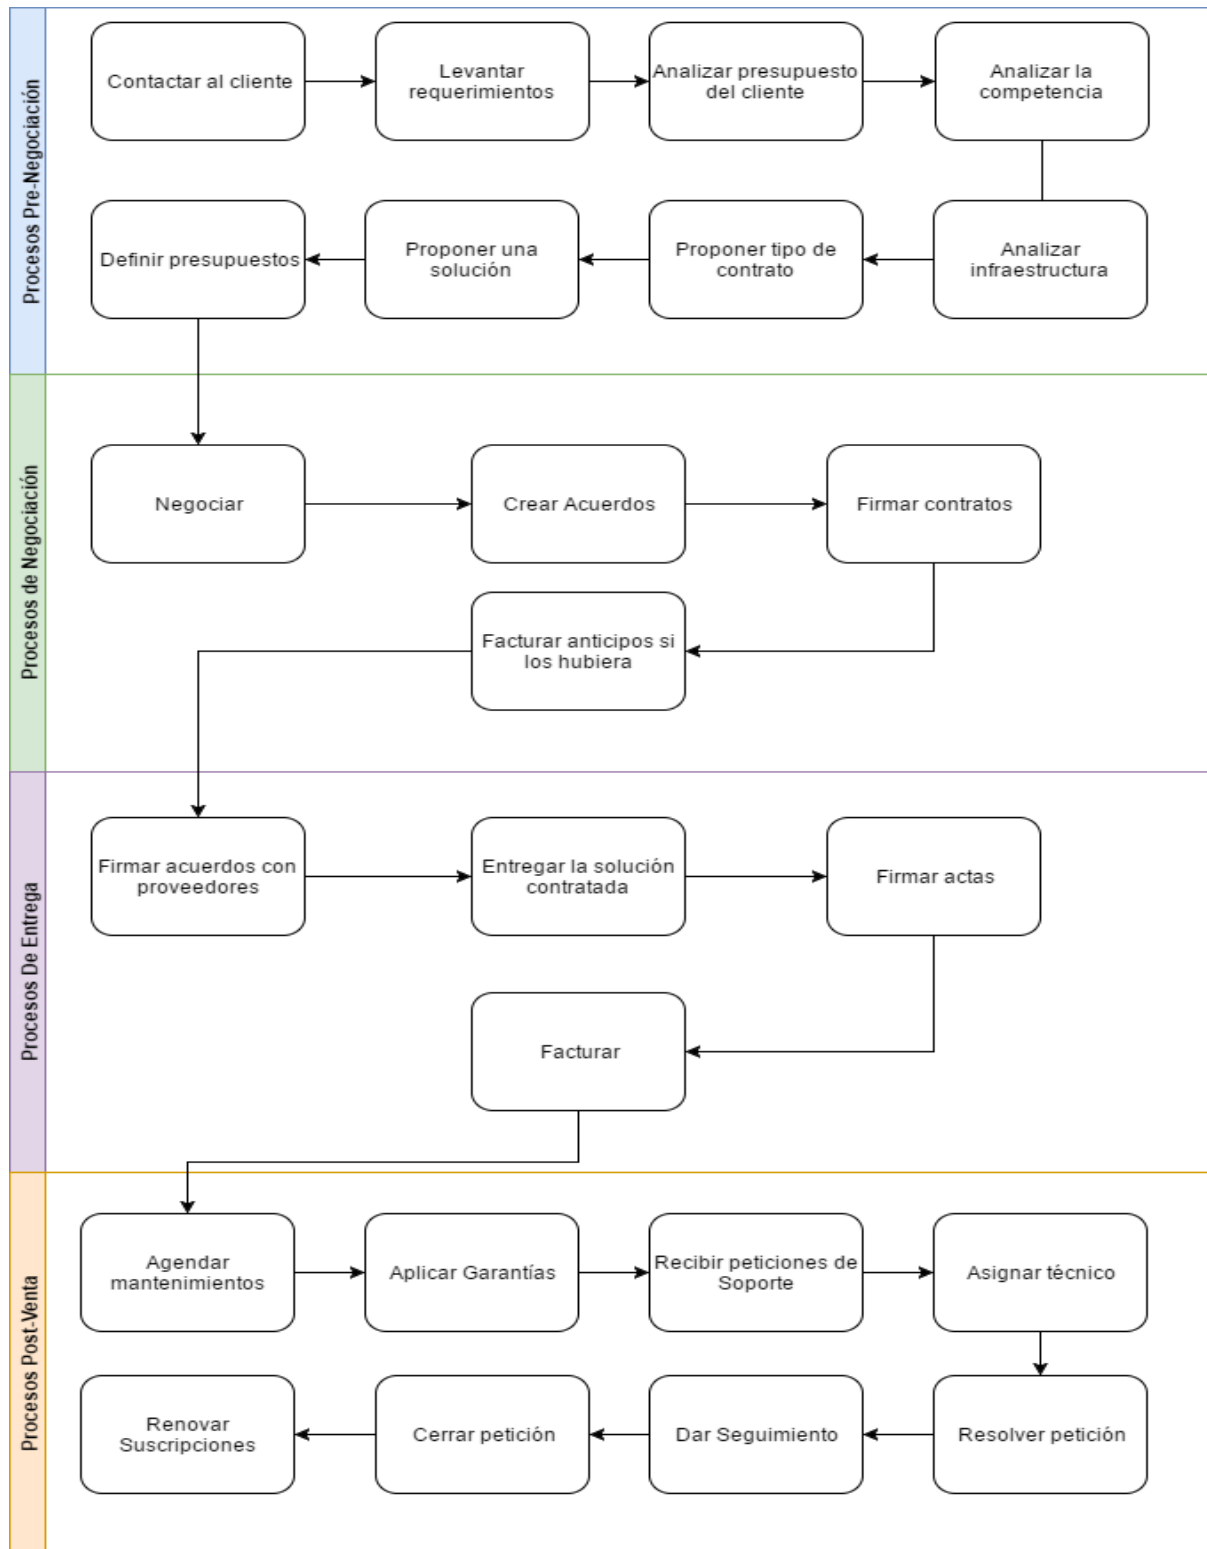 Procesos Pre-Negociación
Contactar al cliente
Levantar
requerimientos
Analizar presupuesto
del cliente
Analizar la
competencia
Definir presupuestos
Proponer una
solución
Proponer tipo de
contrato
Analizar
infraestructura
Procesos de Negociación
Negociar
Crear Acuerdos
Firmar contratos
Facturar anticipos si
los hubiera
Procesos De Entrega
Firmar acuerdos con
proveedores
Entregar la solución
contratada
Firmar actas
Facturar
Procesos Post-Venta
Agendar
mantenimientos
Aplicar Garantías
Recibir peticiones de
Soporte
Asignar técnico
Renovar
Suscripciones
Cerrar petición
Dar Seguimiento
Resolver petición